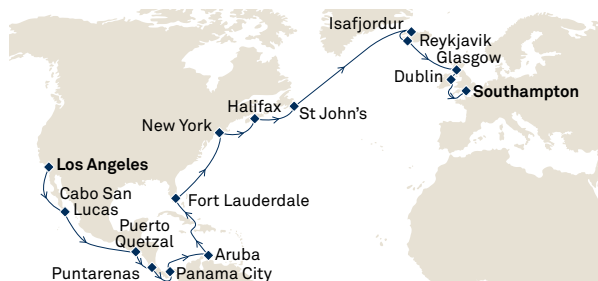 Isafjordur
Reykjavik
Glasgow
Dublin
Southampton
Halifax
St John's
New York
Los Angeles
Cabo San
Lucas
Fort Lauderdale
Puerto
Quetzal
Aruba
Puntarenas
Panama City